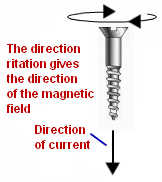 The direction
ritation gives
the direction
of the magnetic
field
Direction
of current